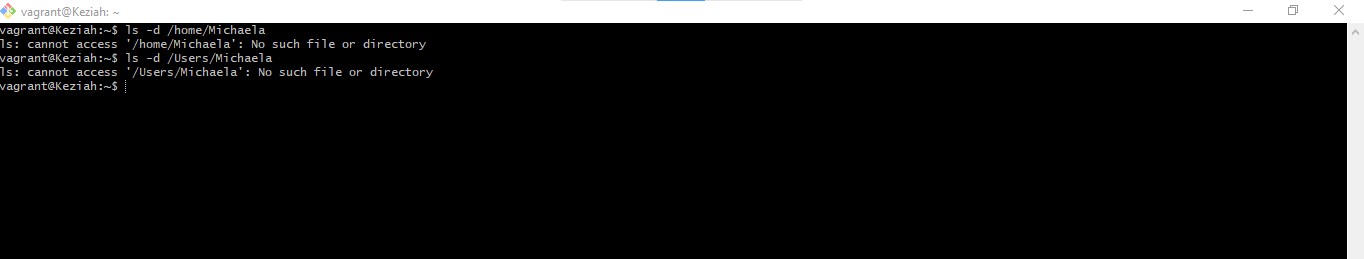 vagrant@Keziah: ~
vagrant@Keziah:~$ ls -d /home/Michaela
ls: cannot access '/home/Michaela': No such file or directory
vagrant@Keziah:~$ ls -d /Users/Michaela
ls: cannot access '/Users/Michaela': No such file or directory
vagrant@Keziah:~$